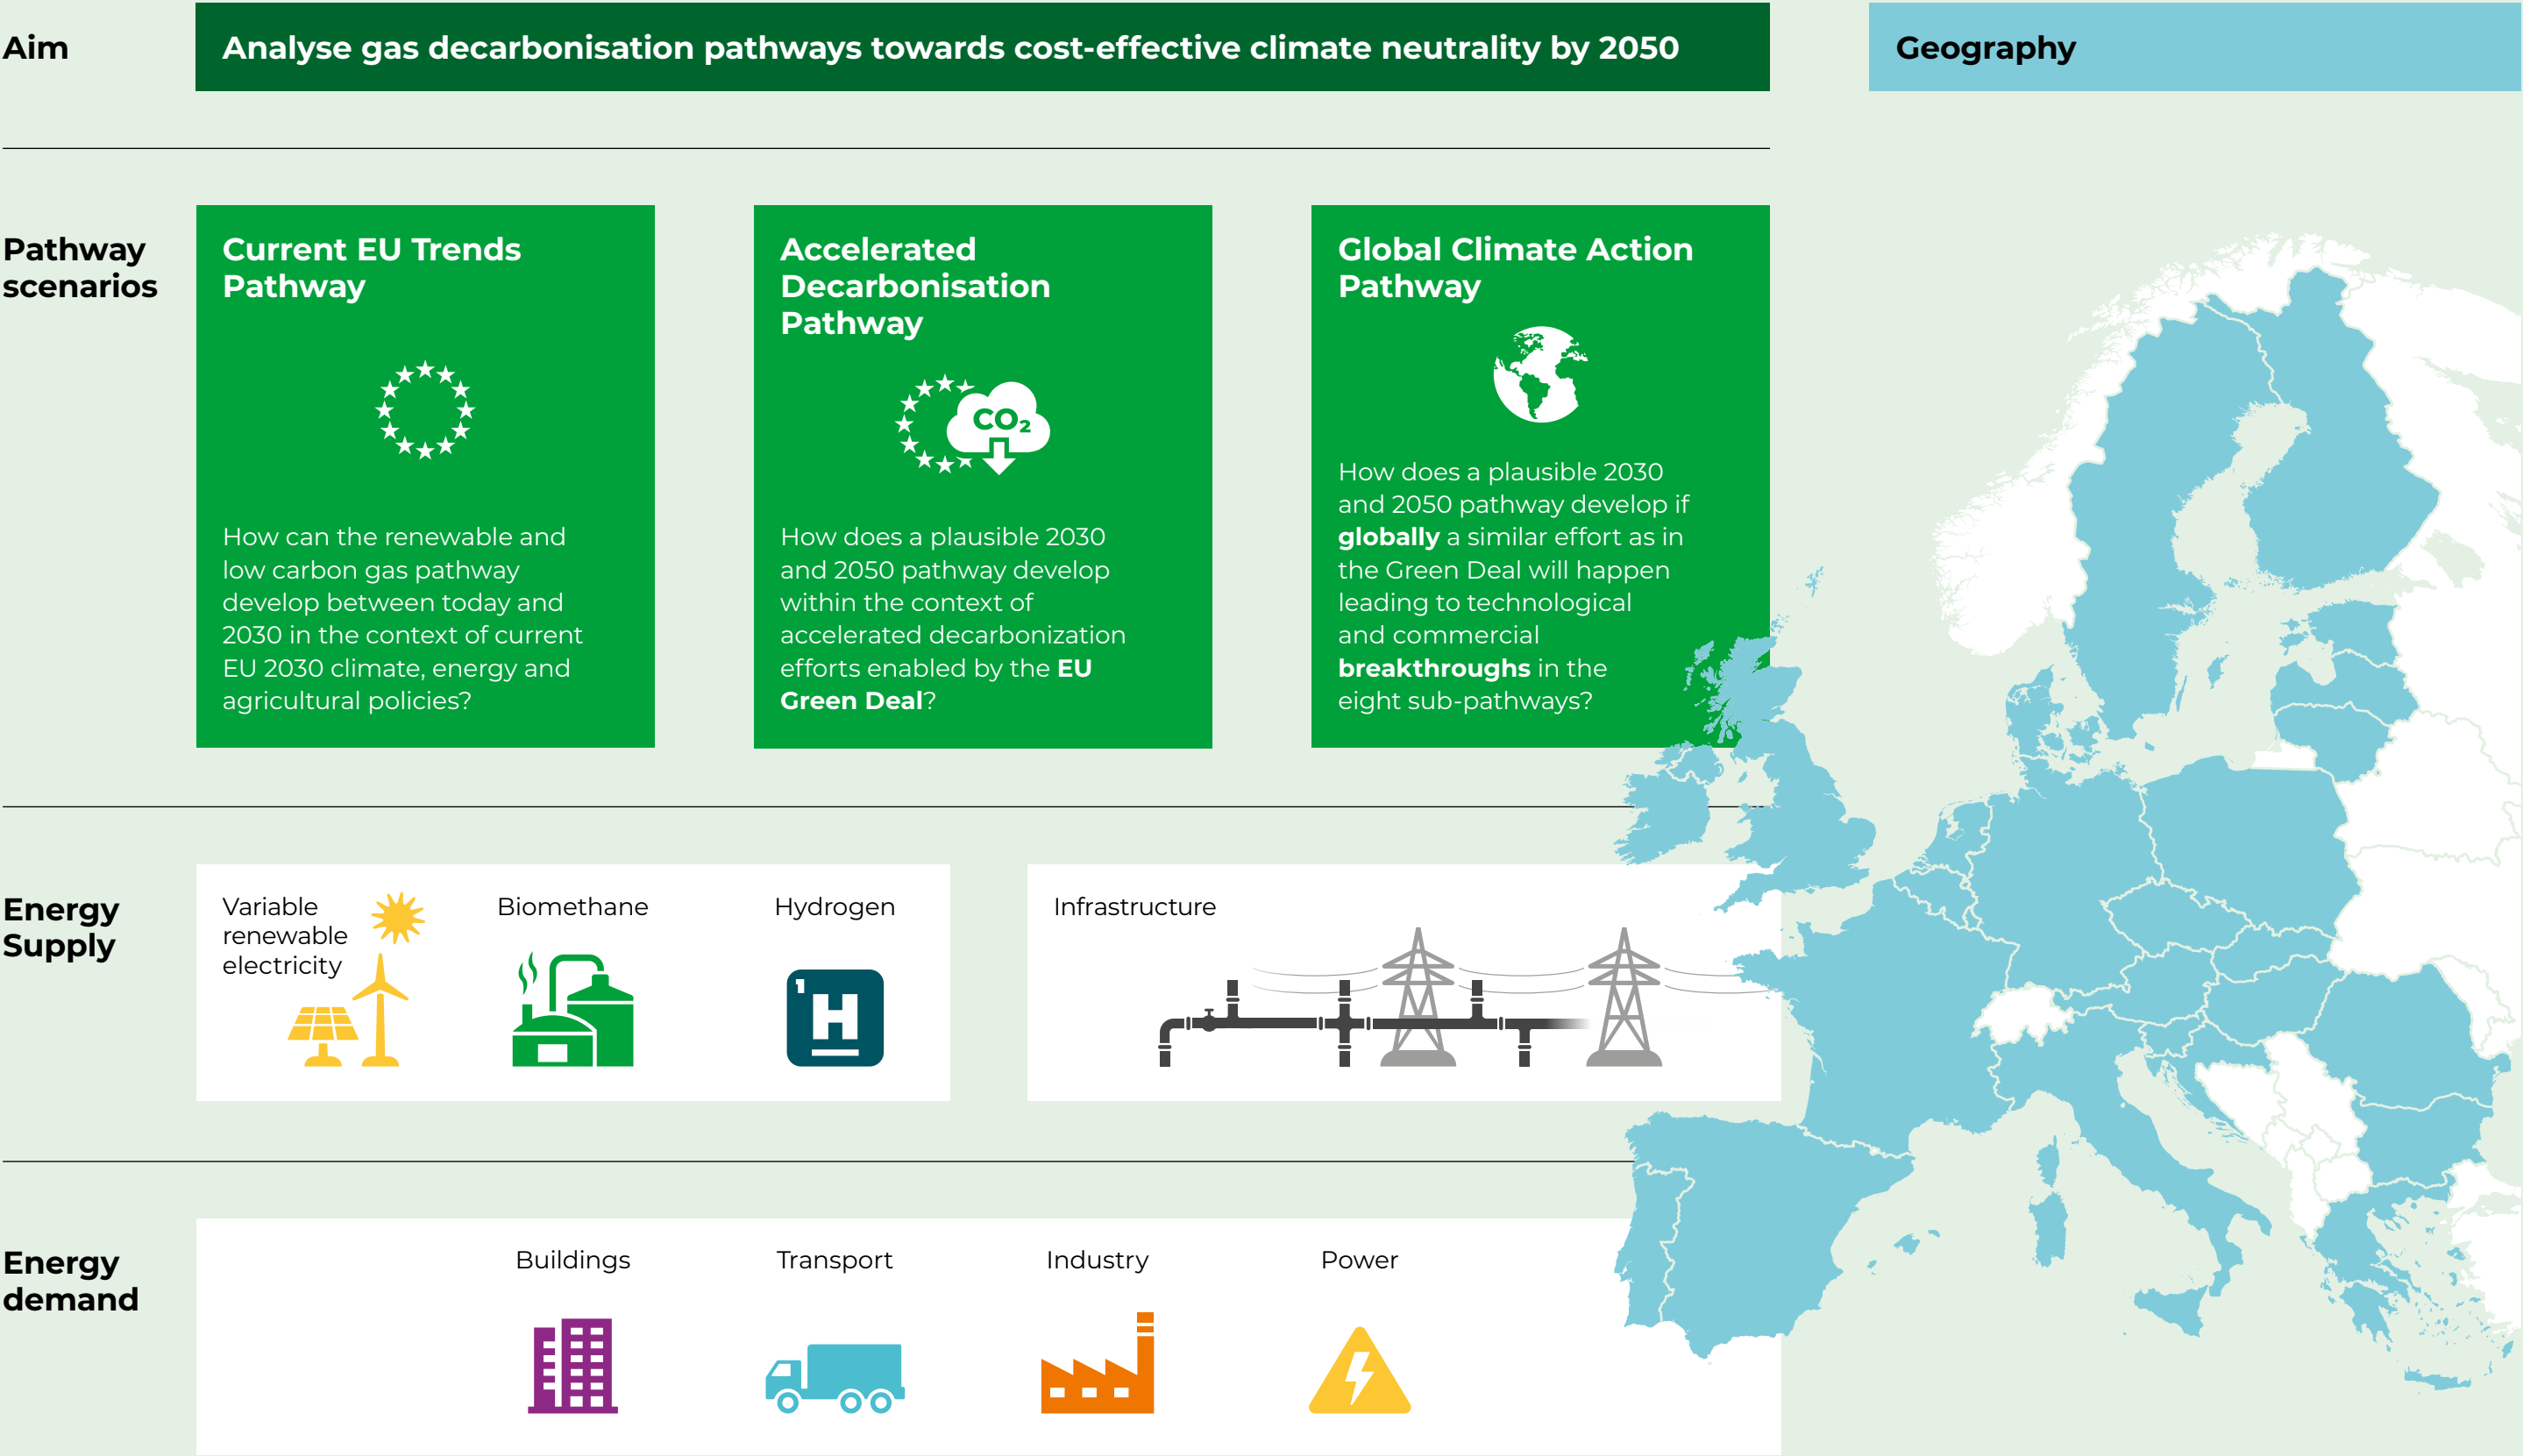 Aim
Analyse gas decarbonisation pathways towards cost-effective climate neutrality by 2050
Geography
Pathway
scenarios
Current EU Trends
Pathway
How can the renewable and
low carbon gas pathway
develop between today and
2030 in the context of current
EU 2030 climate, energy and
agricultural policies?
Accelerated
Decarbonisation
Pathway
CO₂
How does a plausible 2030
and 2050 pathway develop
within the context of
accelerated decarbonization
efforts enabled by the EU
Green Deal?
Global Climate Action
Pathway
How does a plausible 2030
and 2050 pathway develop if
globally a similar effort as in
the Green Deal will happen
leading to technological
and commercial
breakthroughs in the
eight sub-pathways?
Energy
Supply
Variable
renewable
electricity
Biomethane
Hydrogen
1
H
Infrastructure
Energy
demand
Buildings
Transport
Industry
Power